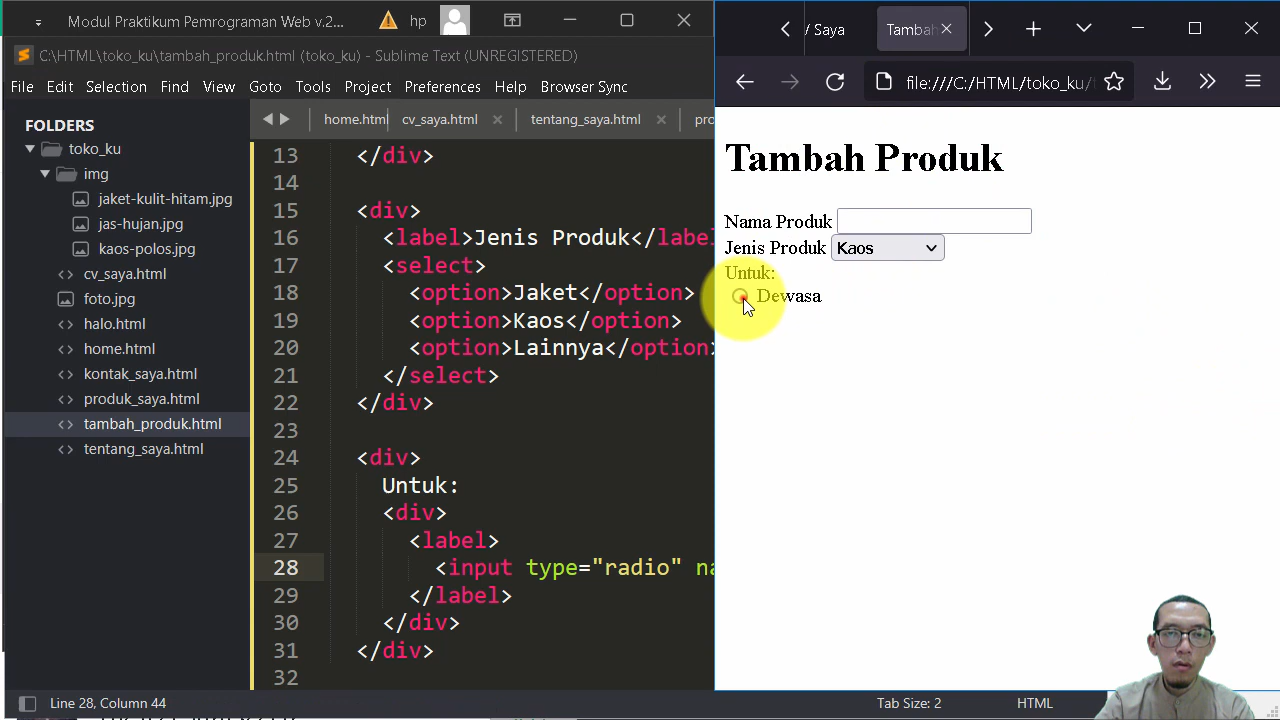 Modul Praktikum Pemrograman Web v.2...
hp
C:\HTML\toko_ku\tambah_produk.html (toko_ku) - Sublime Text (UNREGISTERED)
File Edit Selection Find View Goto Tools Project Preferences Help Browser Sync
FOLDERS
toko_ku
img
jaket-kulit-hitam.jpg
jas-hujan.jpg
kaos-polos.jpg
cv_saya.html
foto.jpg
halo.html
home.html
kontak_saya.html
produk_saya.html
tambah_produk.html
tentang_saya.html
home.html cv_saya.html tentang_saya.html pro
13 </div>
14
15 <div>
16 <label>Jenis Produk</label
17 <select>
18 <option>Jaket</option>
19 <option>Kaos</option>
20 <option>Lainnya</option>
21 </select>
22 </div>
23
24 <div>
25 Untuk:
26 <div>
27 <label>
28 <input type="radio" na
29 </label>
30 </div>
31 </div>
32
Line 28, Column 44
Tab Size: 2
HTML
/ Saya
Tambah
file:///C:/HTML/toko_ku/
Tambah Produk
Nama Produk
Jenis Produk Kaos
Untuk:
Dewasa